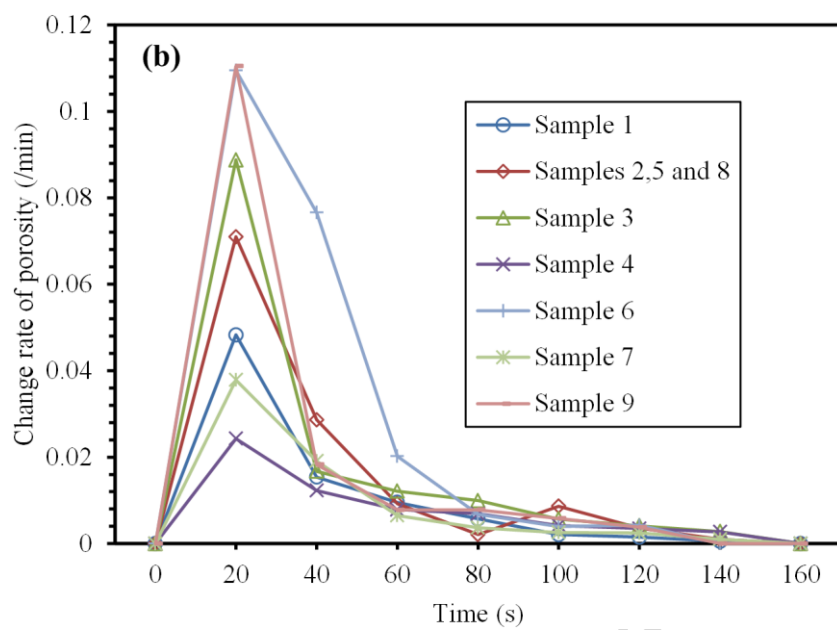 (b)
Change rate of porosity (/min)
0.12
0.1
0.08
0.06
0.04
0.02
0
Sample 1
Samples 2,5 and 8
Sample 3
Sample 4
Sample 6
Sample 7
Sample 9
0 20 40 60 80 100 120 140 160
Time (s)